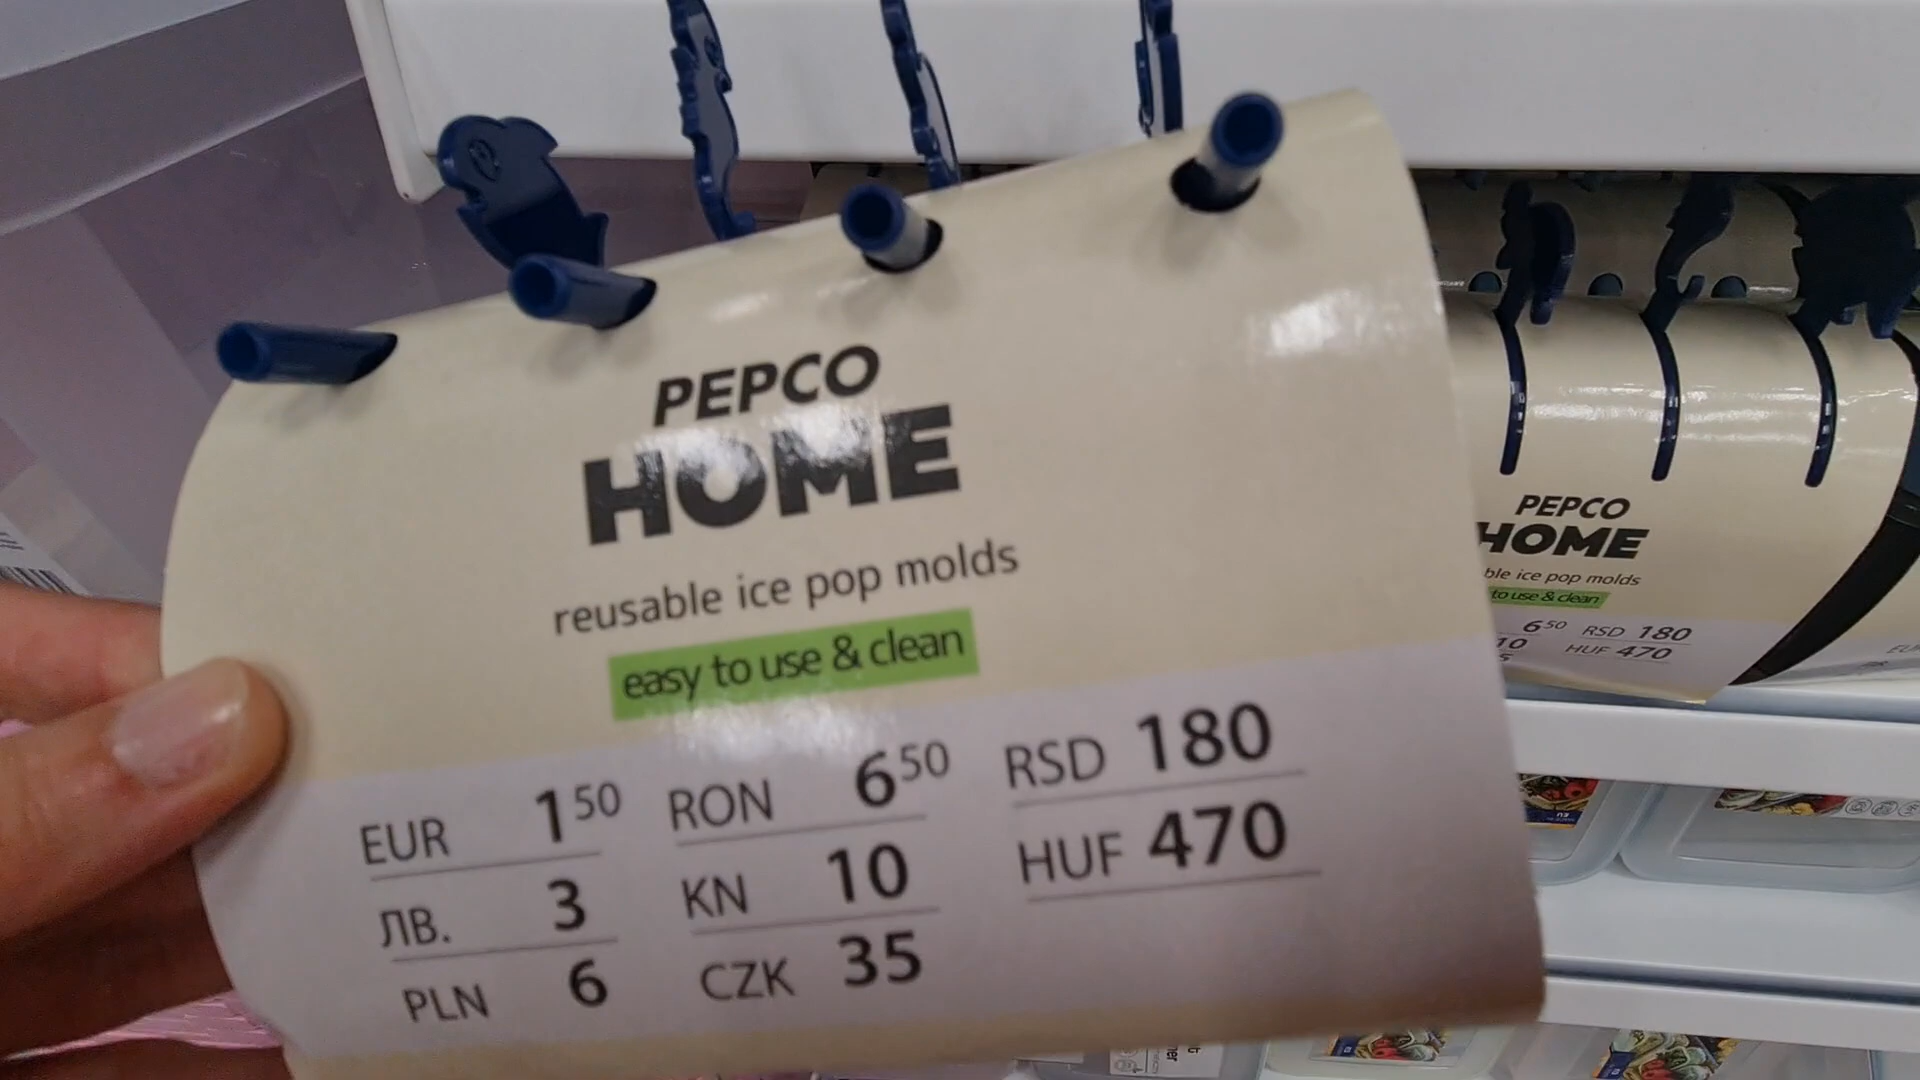 PEPCO
HOME
reusable ice pop molds
easy to use & clean
EUR 1 50
ЛВ. 3
PLN 6
RON 6 50
KN 10
CZK 35
RSD 180
HUF 470
PEPCO
HOME
ice pop molds
to use & clean
6 50 RSD 180
10 HUF 470